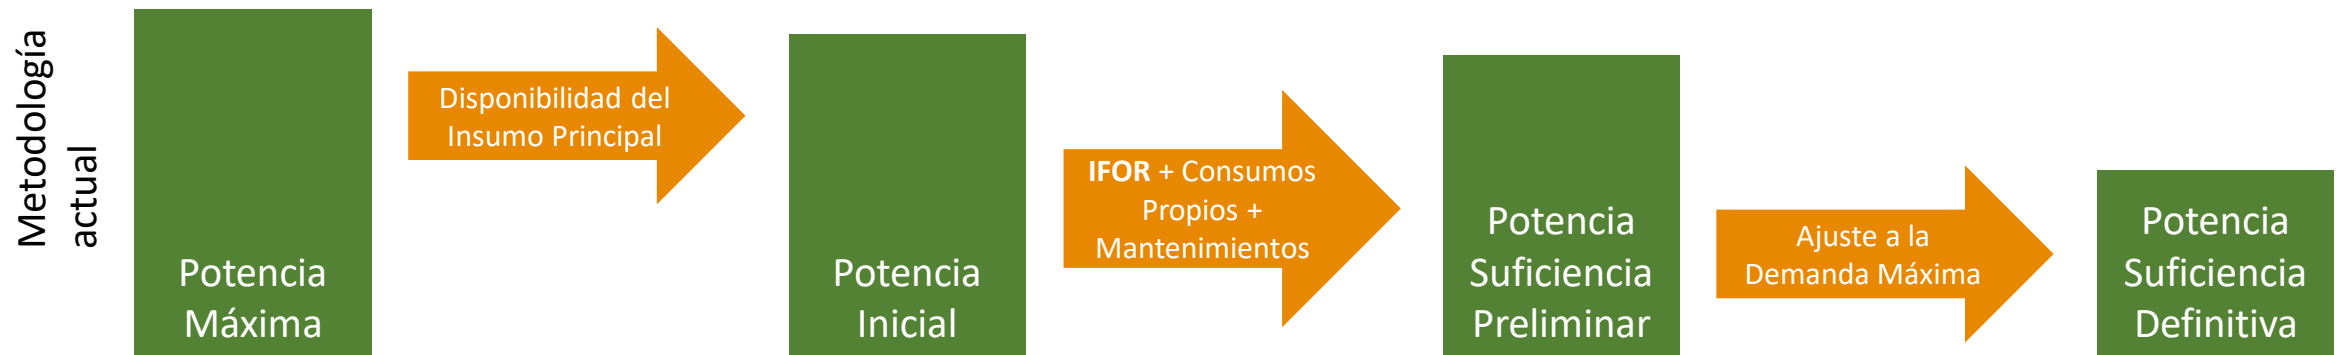 Metodología
actual
Potencia
Máxima
Disponibilidad del
Insumo Principal
Potencia
Inicial
IFOR + Consumos
Propios +
Mantenimientos
Potencia
Suficiencia
Preliminar
Ajuste a la
Demanda Máxima
Potencia
Suficiencia
Definitiva